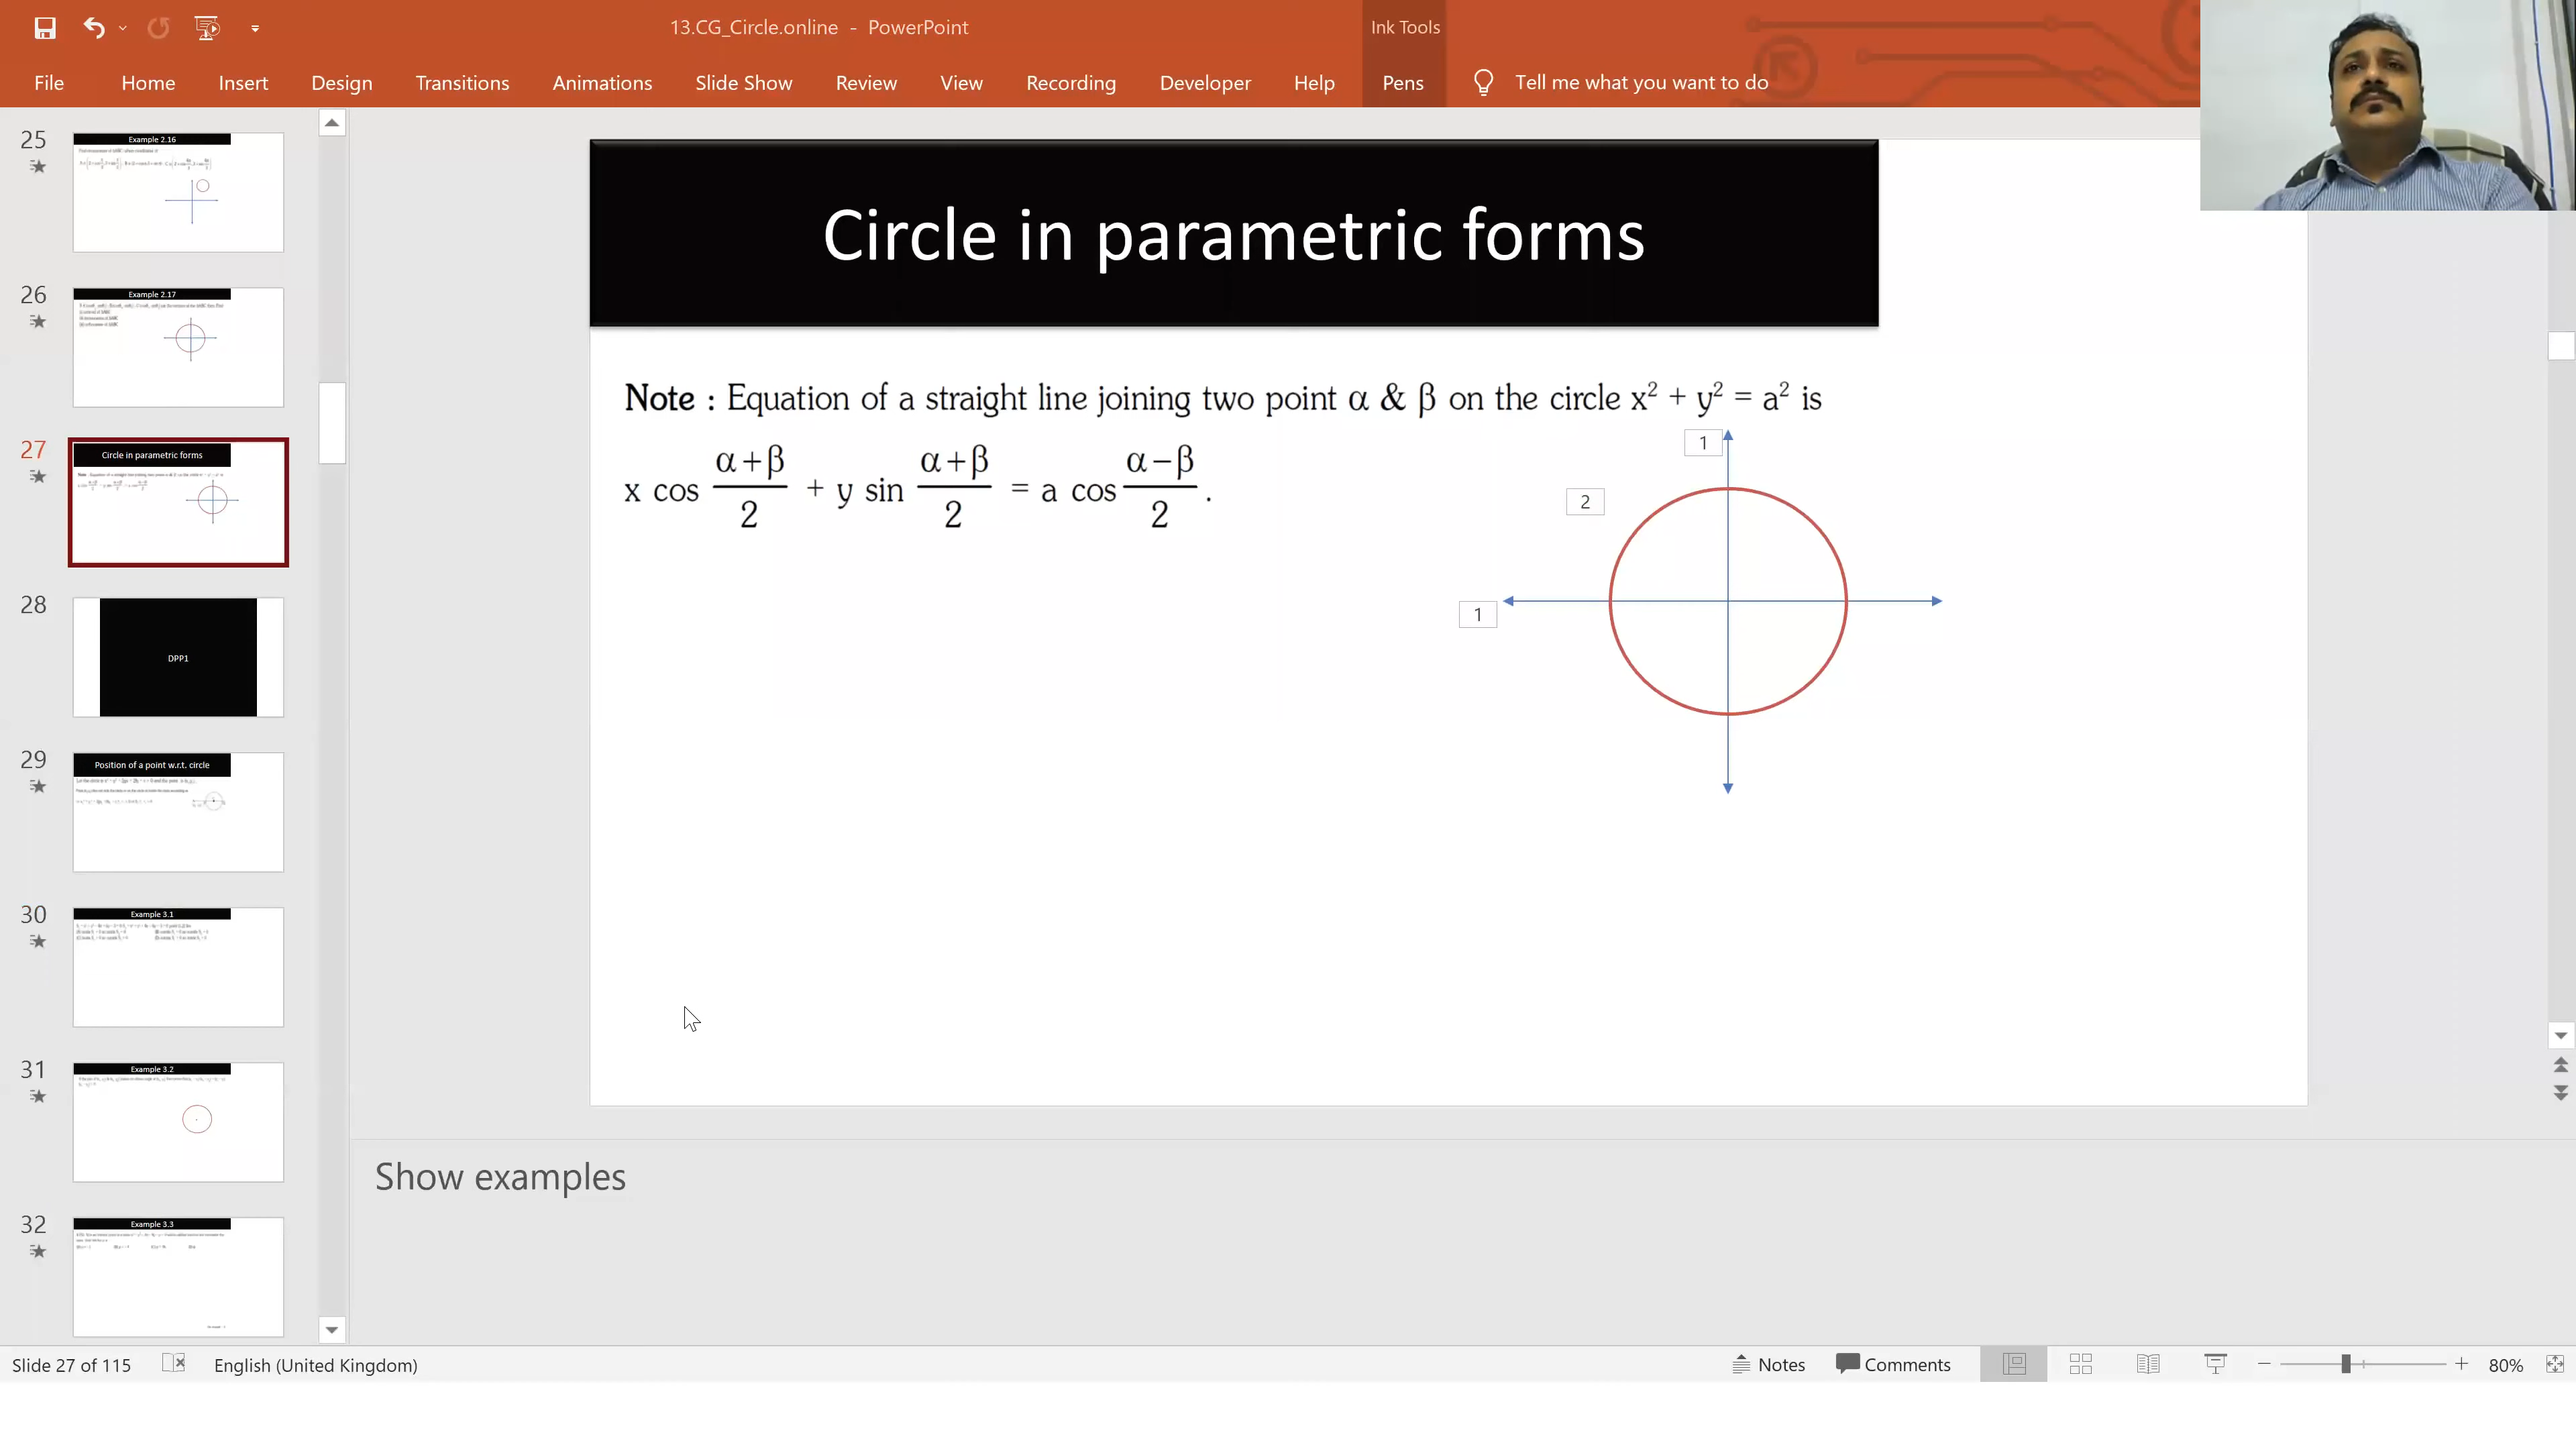 13.CG_Circle.online - PowerPoint
Ink Tools
File Home Insert Design Transitions Animations Slide Show Review View Recording Developer Help Pens Tell me what you want to do
25
Example 2.16
26
Example 2.17
27
Circle in parametric forms
28
DPP1
29
Position of a point w.r.t. circle
30
Example 3.1
31
Example 3.2
32
Example 3.3
Circle in parametric forms
Note : Equation of a straight line joining two point α & β on the circle x² + y² = a² is
x cos (α+β)/2 + y sin (α+β)/2 = a cos (α−β)/2 .
1
2
1
Show examples
Slide 27 of 115 English (United Kingdom) Notes Comments 80%